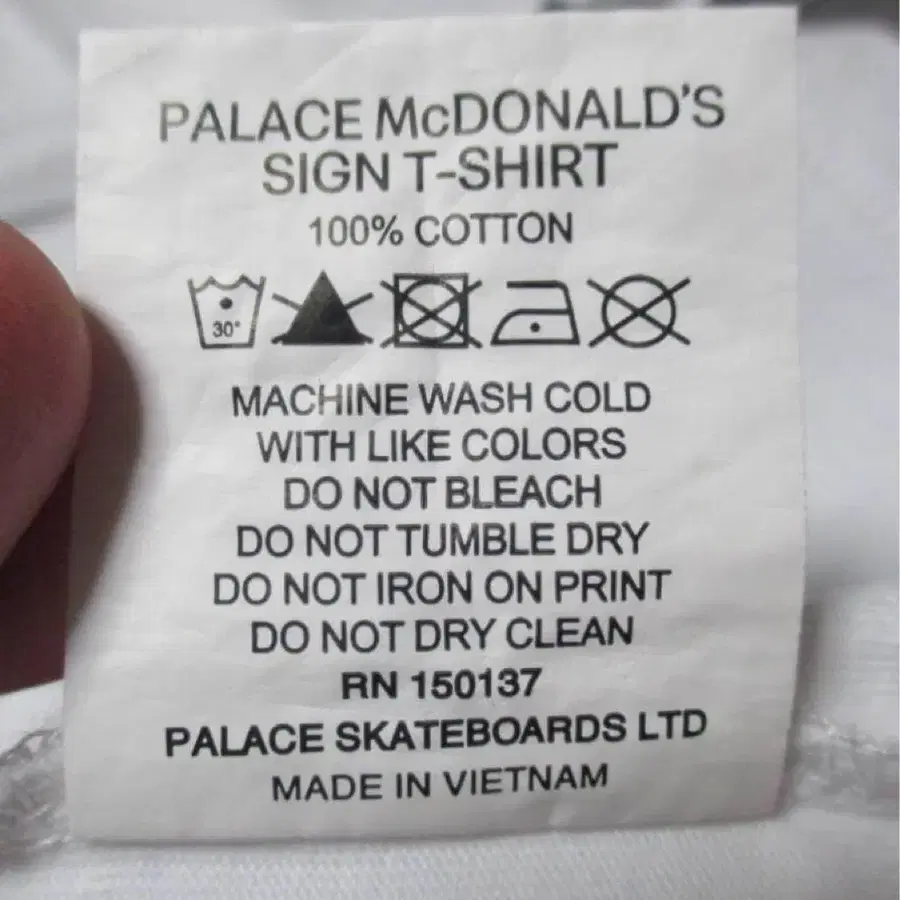 PALACE McDONALD'S
SIGN T-SHIRT
100% COTTON
30°
MACHINE WASH COLD
WITH LIKE COLORS
DO NOT BLEACH
DO NOT TUMBLE DRY
DO NOT IRON ON PRINT
DO NOT DRY CLEAN
RN 150137
PALACE SKATEBOARDS LTD
MADE IN VIETNAM